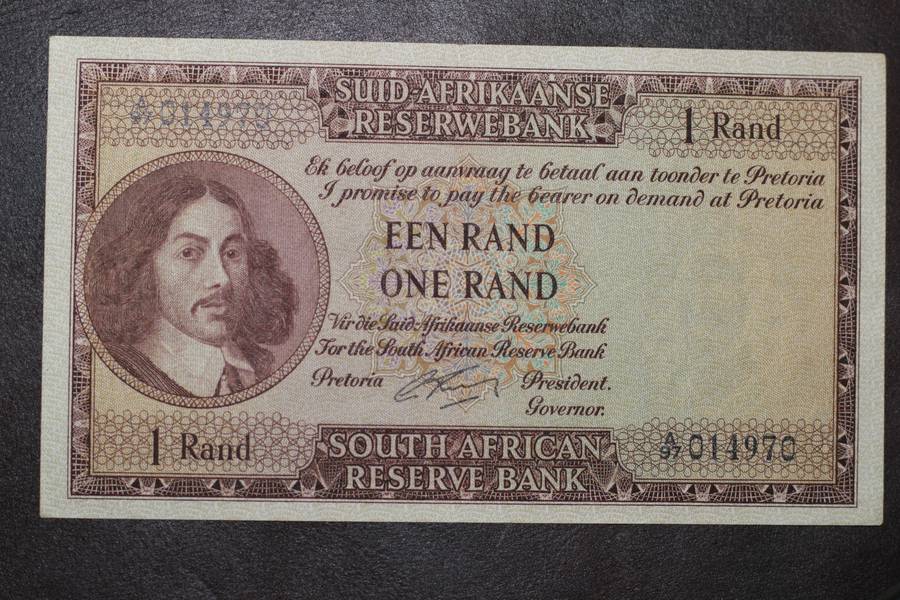 SUID-AFRIKAANSE
RESERWEBANK
A/97 014970
1 Rand
Ek beloof op aanvraag te betaal aan toonder te Pretoria
I promise to pay the bearer on demand at Pretoria
EEN RAND
ONE RAND
Vir die Suid-Afrikaanse Reserwebank
For the South African Reserve Bank
Pretoria President.
Governor.
1 Rand
SOUTH AFRICAN
RESERVE BANK
A/97 014970